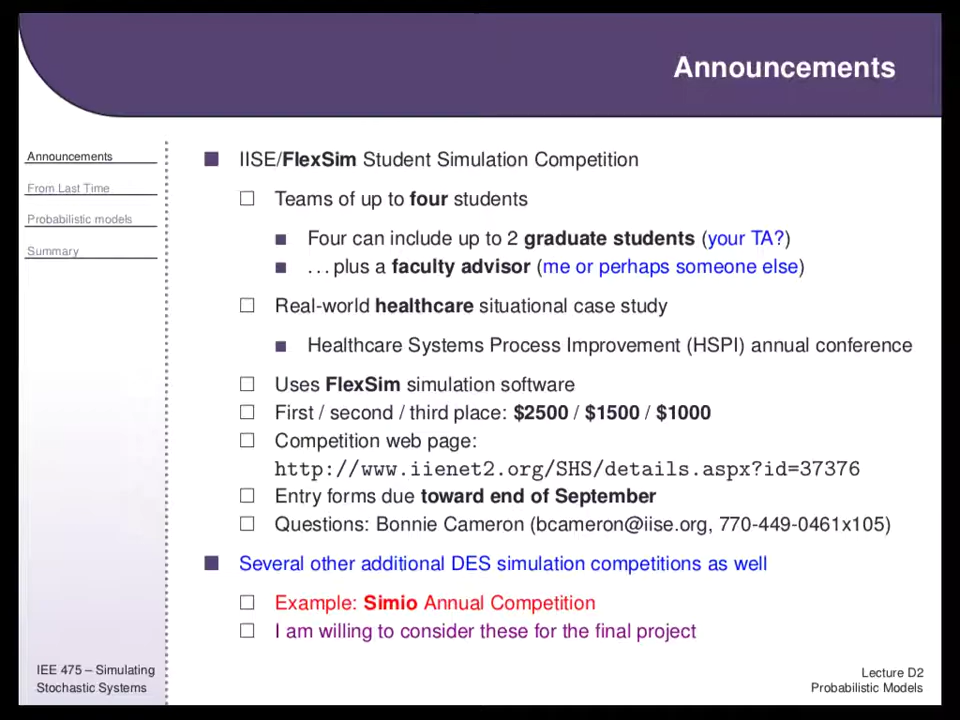 Announcements
Announcements
From Last Time
Probabilistic models
Summary
IISE/FlexSim Student Simulation Competition
Teams of up to four students
Four can include up to 2 graduate students (your TA?)
...plus a faculty advisor (me or perhaps someone else)
Real-world healthcare situational case study
Healthcare Systems Process Improvement (HSPI) annual conference
Uses FlexSim simulation software
First / second / third place: $2500 / $1500 / $1000
Competition web page:
http://www.iienet2.org/SHS/details.aspx?id=37376
Entry forms due toward end of September
Questions: Bonnie Cameron (bcameron@iise.org, 770-449-0461x105)
Several other additional DES simulation competitions as well
Example: Simio Annual Competition
I am willing to consider these for the final project
IEE 475 – Simulating
Stochastic Systems
Lecture D2
Probabilistic Models